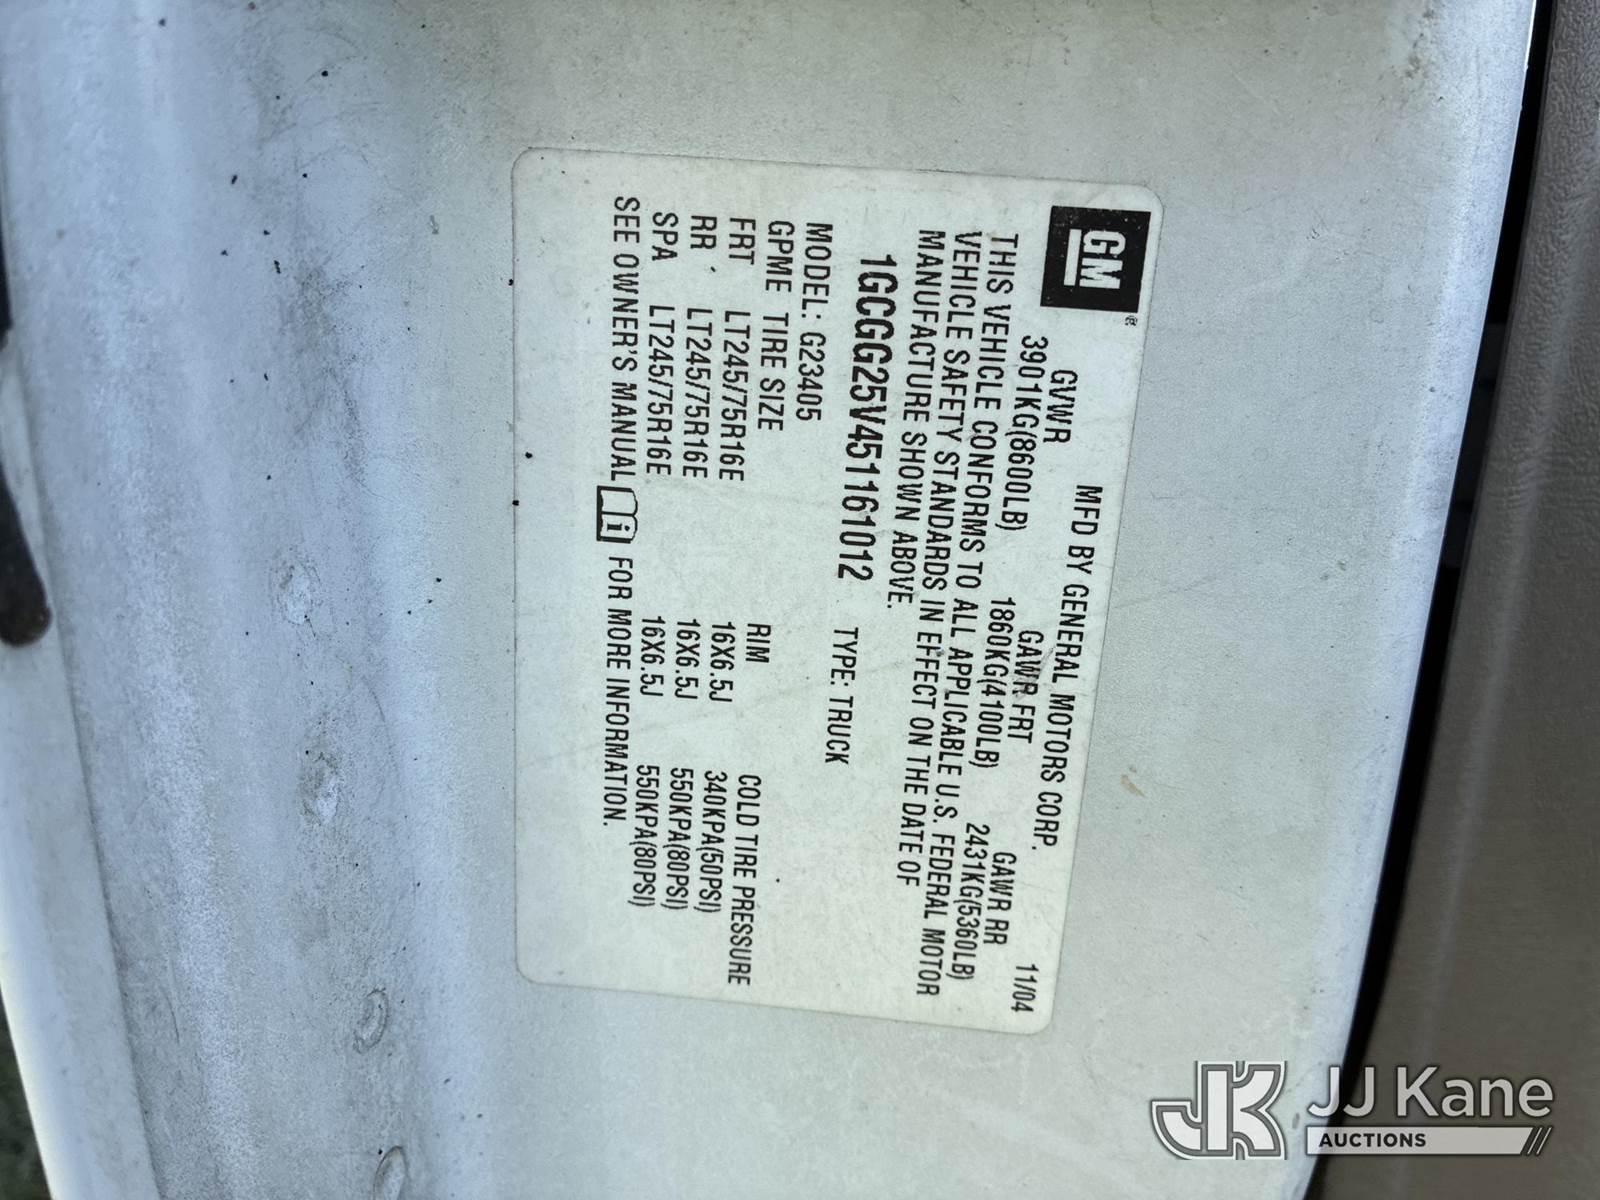 GM®
MFD BY GENERAL MOTORS CORP. 11/04
GVWR GAWR FRT GAWR RR
3901KG(8600LB) 1860KG(4100LB) 2431KG(5360LB)
THIS VEHICLE CONFORMS TO ALL APPLICABLE U.S. FEDERAL MOTOR
VEHICLE SAFETY STANDARDS IN EFFECT ON THE DATE OF
MANUFACTURE SHOWN ABOVE.
1GCGG25V451161012 TYPE: TRUCK
MODEL: G23405
GPME TIRE SIZE RIM COLD TIRE PRESSURE
FRT LT245/75R16E 16X6.5J 340KPA(50PSI)
RR LT245/75R16E 16X6.5J 550KPA(80PSI)
SPA LT245/75R16E 16X6.5J 550KPA(80PSI)
SEE OWNER'S MANUAL i FOR MORE INFORMATION.
JK JJ Kane
AUCTIONS